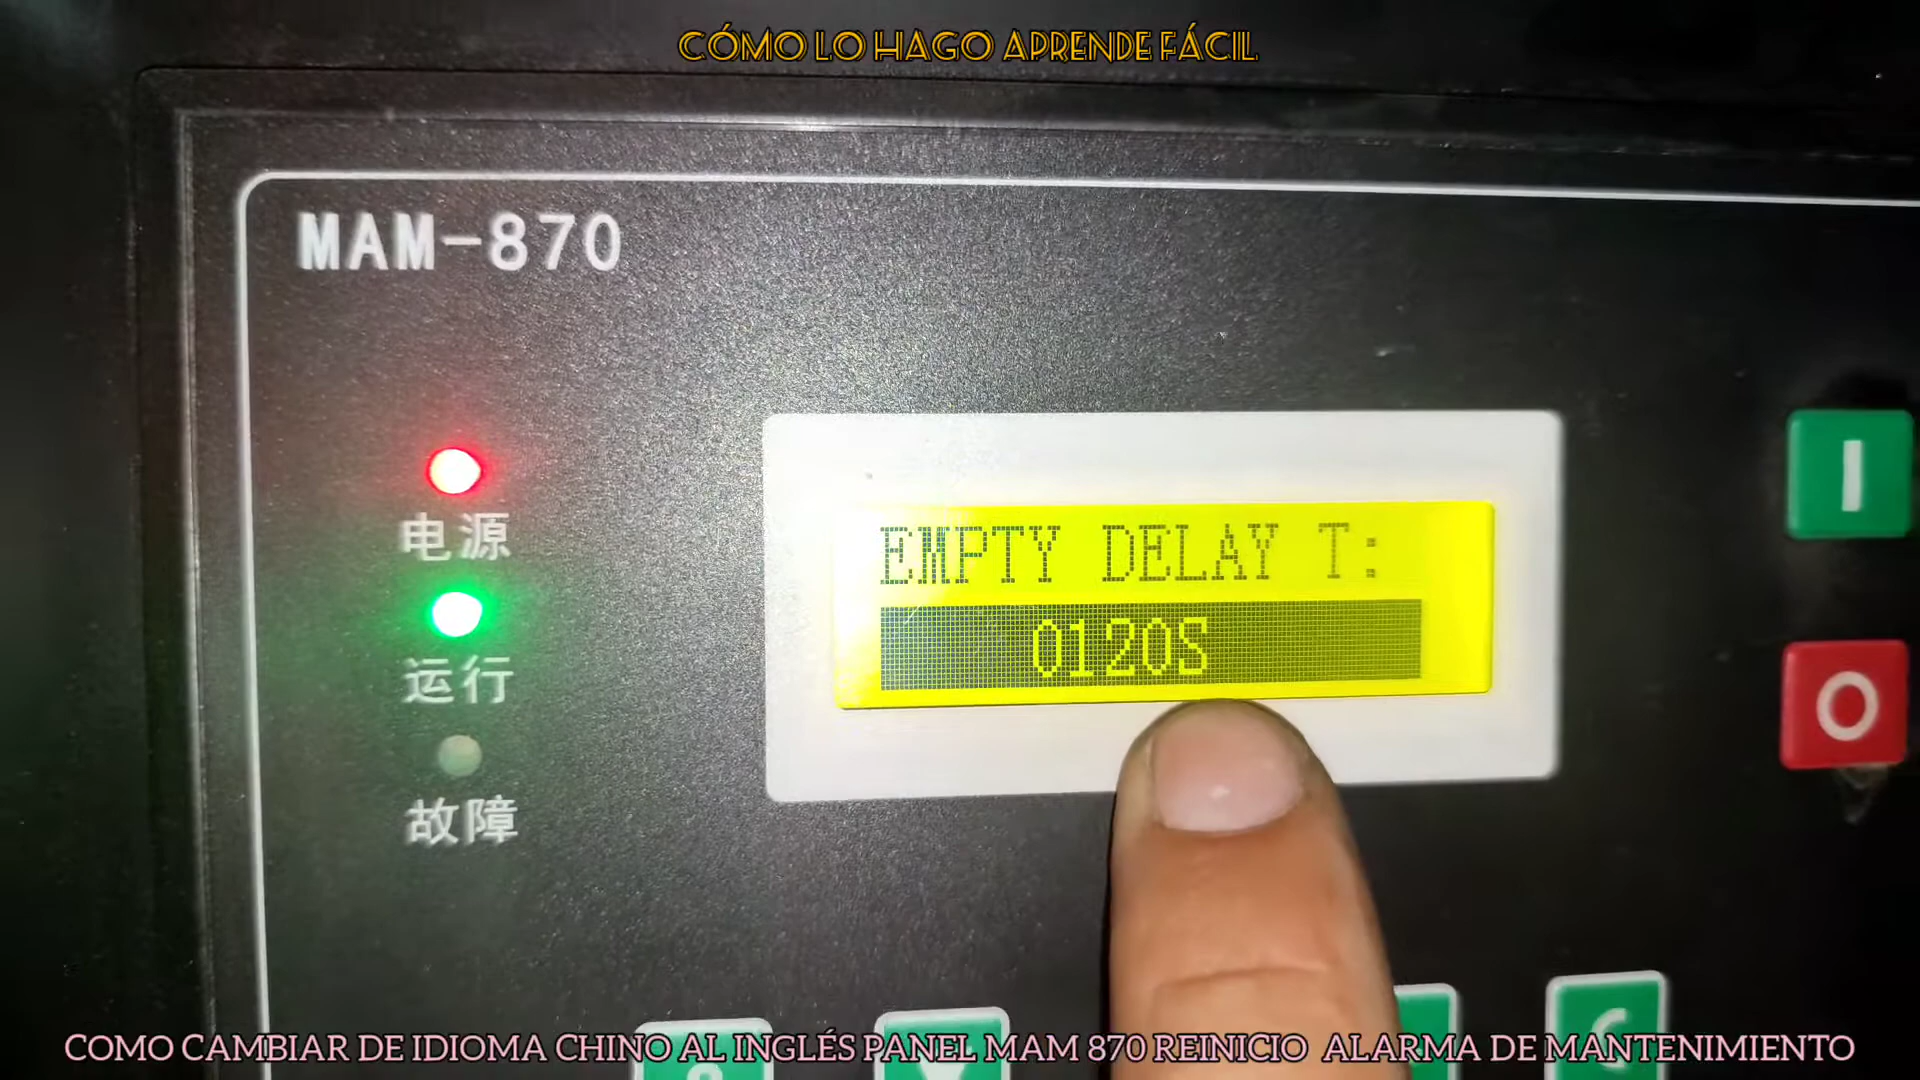 CÓMO LO HAGO APRENDE FÁCIL
MAM-870
电源
运行
故障
EMPTY DELAY T:
0120S
COMO CAMBIAR DE IDIOMA CHINO AL INGLÉS PANEL MAM 870 REINICIO ALARMA DE MANTENIMIENTO